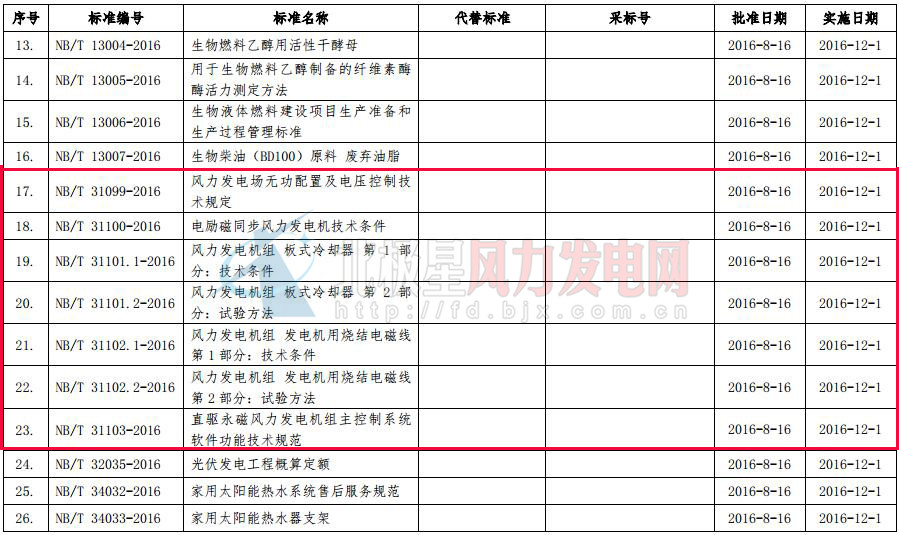 序号 标准编号 标准名称 代替标准 采标号 批准日期 实施日期
13. NB/T 13004-2016 生物燃料乙醇用活性干酵母 2016-8-16 2016-12-1
14. NB/T 13005-2016 用于生物燃料乙醇制备的纤维素酶 2016-8-16 2016-12-1
酶活力测定方法
15. NB/T 13006-2016 生物液体燃料建设项目生产准备和 2016-8-16 2016-12-1
生产过程管理标准
16. NB/T 13007-2016 生物柴油（BD100）原料 废弃油脂 2016-8-16 2016-12-1
17. NB/T 31099-2016 风力发电场无功配置及电压控制技 2016-8-16 2016-12-1
术规定
18. NB/T 31100-2016 电励磁同步风力发电机技术条件 2016-8-16 2016-12-1
19. NB/T 31101.1-2016 风力发电机组 板式冷却器 第 1 部 2016-8-16 2016-12-1
分：技术条件
20. NB/T 31101.2-2016 风力发电机组 板式冷却器 第 2 部 2016-8-16 2016-12-1
分：试验方法
21. NB/T 31102.1-2016 风力发电机组 发电机用烧结电磁线 2016-8-16 2016-12-1
第1部分：技术条件
22. NB/T 31102.2-2016 风力发电机组 发电机用烧结电磁线 2016-8-16 2016-12-1
第2部分：试验方法
23. NB/T 31103-2016 直驱永磁风力发电机组主控制系统 2016-8-16 2016-12-1
软件功能技术规范
24. NB/T 32035-2016 光伏发电工程概算定额 2016-8-16 2016-12-1
25. NB/T 34032-2016 家用太阳能热水系统售后服务规范 2016-8-16 2016-12-1
26. NB/T 34033-2016 家用太阳能热水器支架 2016-8-16 2016-12-1
北极星风力发电网
http://fd.bjx.com.cn